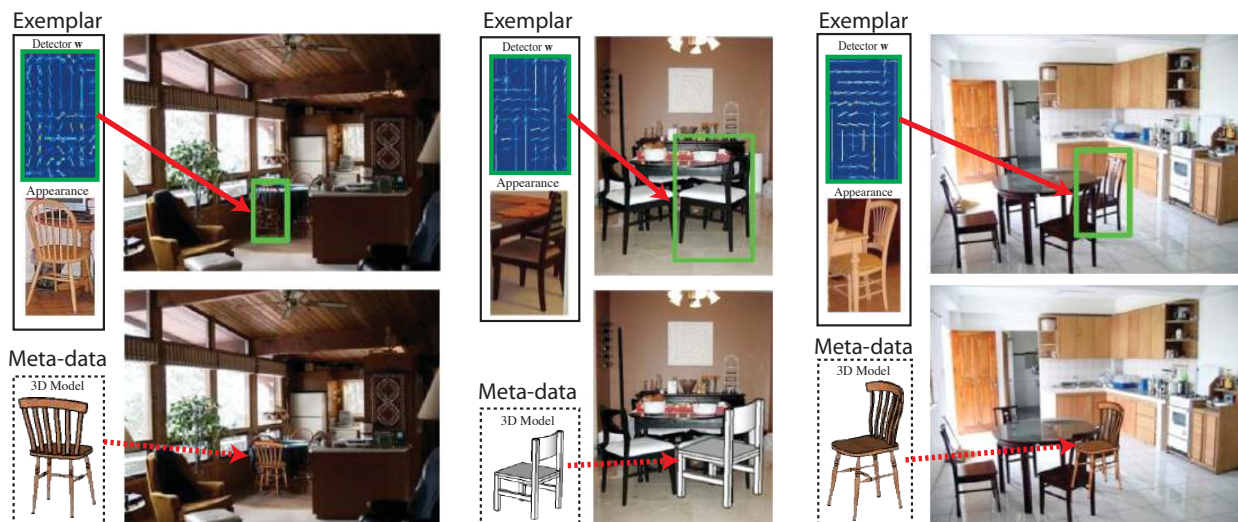 Exemplar
Detector w
Appearance
Meta-data
3D Model
Exemplar
Detector w
Appearance
Meta-data
3D Model
Exemplar
Detector w
Appearance
Meta-data
3D Model